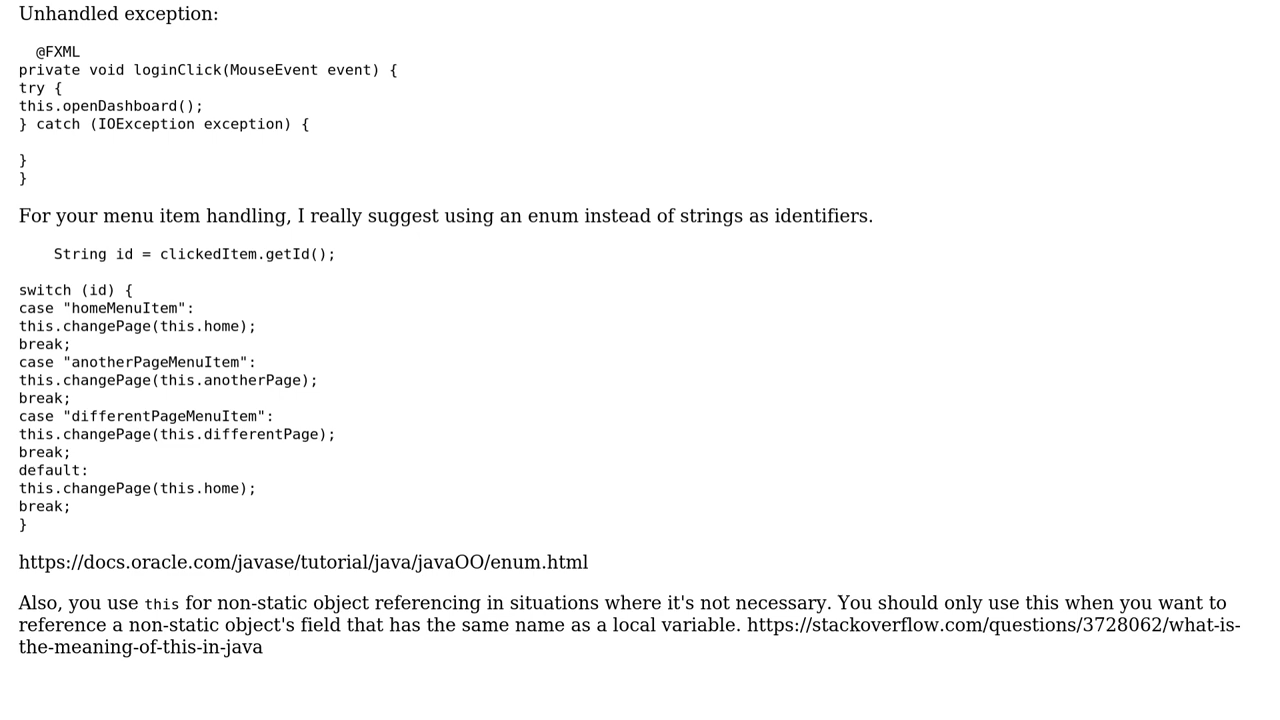 Unhandled exception:
@FXML
private void loginClick(MouseEvent event) {
try {
this.openDashboard();
} catch (IOException exception) {
}
}
For your menu item handling, I really suggest using an enum instead of strings as identifiers.
String id = clickedItem.getId();
switch (id) {
case "homeMenuItem":
this.changePage(this.home);
break;
case "anotherPageMenuItem":
this.changePage(this.anotherPage);
break;
case "differentPageMenuItem":
this.changePage(this.differentPage);
break;
default:
this.changePage(this.home);
break;
}
https://docs.oracle.com/javase/tutorial/java/javaOO/enum.html
Also, you use this for non-static object referencing in situations where it's not necessary. You should only use this when you want to
reference a non-static object's field that has the same name as a local variable. https://stackoverflow.com/questions/3728062/what-is-
the-meaning-of-this-in-java